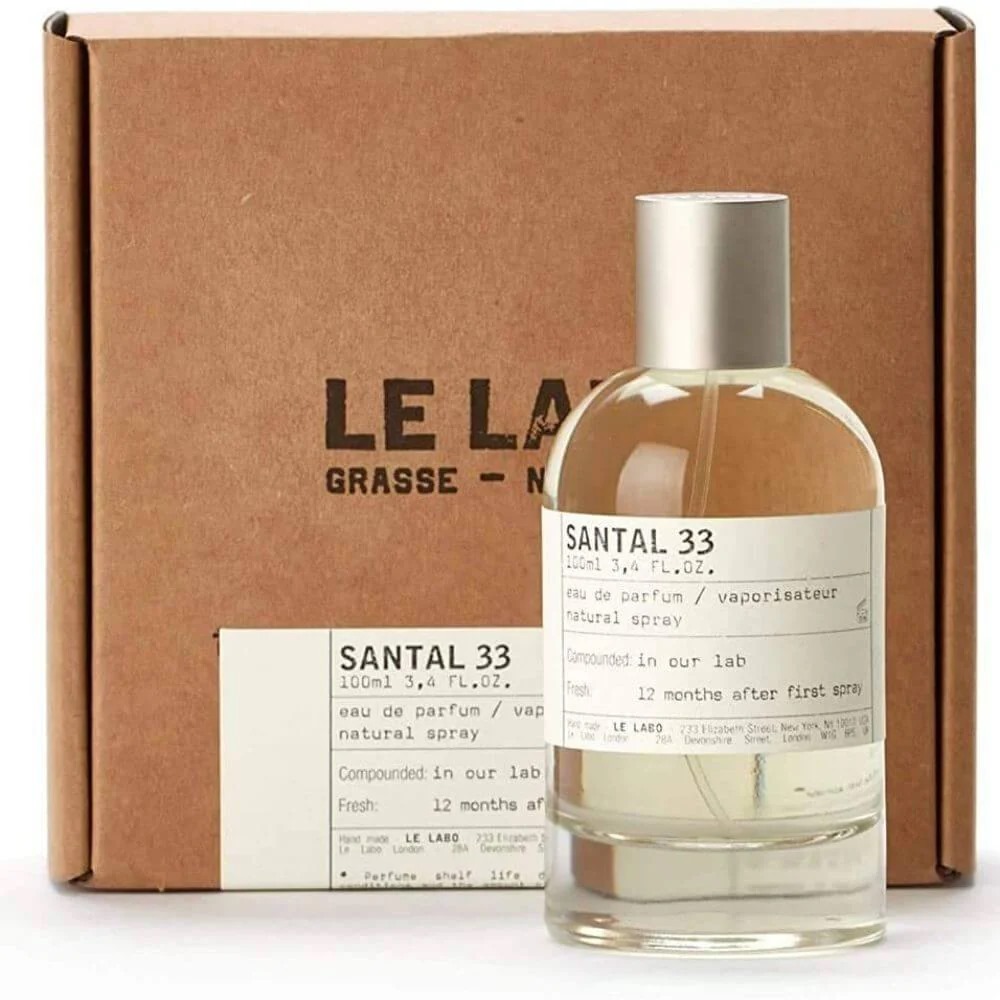 LE LA
GRASSE – N
SANTAL 33
100ml 3,4 FL.OZ.
eau de parfum / vaporisateur
natural spray
Compounded: in our lab
Fresh: 12 months after first spray
Hand made LE LABO 233 Elizabeth Street, New York, NY
Le Labo London 28A Devonshire Street, London W1G
SANTAL 33
100ml 3,4 FL.OZ.
eau de parfum / vap
natural spray
Compounded: in our lab
Fresh: 12 months af
Hand made LE LABO 233 Elizabeth S
Le Labo London 28A Devonshire S
* Perfume shelf life d